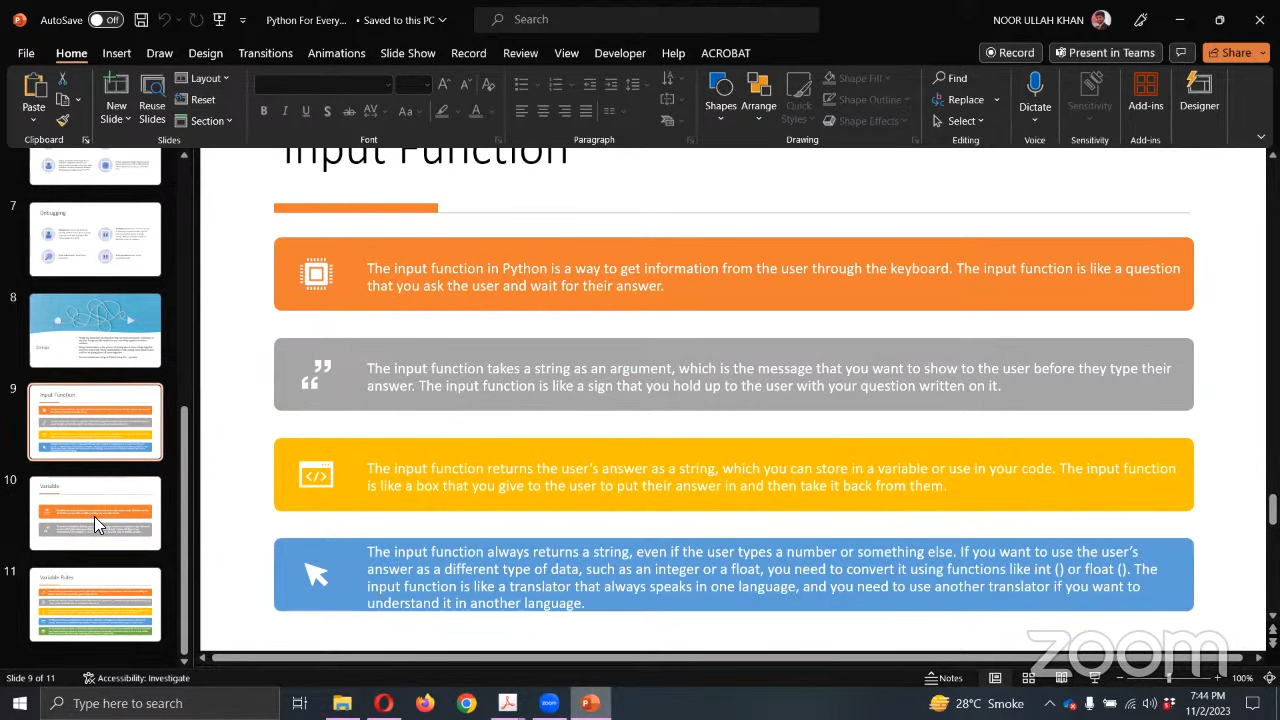 AutoSave Off Python For Every... • Saved to this PC Search NOOR ULLAH KHAN
File Home Insert Draw Design Transitions Animations Slide Show Record Review View Developer Help ACROBAT Record Present in Teams Share
Paste New Slide Reuse Slides Layout Reset Section
B I U S AV Aa A A A
Shapes Arrange Quick Styles Shape Fill Shape Outline Shape Effects Find Replace Select Dictate Sensitivity Add-ins Designer
Clipboard Slides Font Paragraph Drawing Editing Voice Sensitivity Add-ins
7
Debugging
8
Strings
9
Input Function
10
Variable
11
Variable Rules
Input Function
The input function in Python is a way to get information from the user through the keyboard. The input function is like a question
that you ask the user and wait for their answer.
The input function takes a string as an argument, which is the message that you want to show to the user before they type their
answer. The input function is like a sign that you hold up to the user with your question written on it.
The input function returns the user's answer as a string, which you can store in a variable or use in your code. The input function
is like a box that you give to the user to put their answer in and then take it back from them.
The input function always returns a string, even if the user types a number or something else. If you want to use the user's
answer as a different type of data, such as an integer or a float, you need to convert it using functions like int () or float (). The
input function is like a translator that always speaks in one language, and you need to use another translator if you want to
understand it in another language.
zoom
Slide 9 of 11 Accessibility: Investigate Notes 100%
Type here to search zoom 28°C Smoke 7:44 PM
11/2/2023